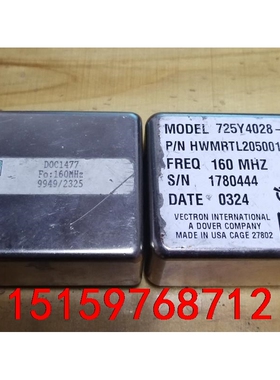 DOC1477
Fo:160MHz
9949/2325
MODEL 725Y4028-
P/N HWMRTL205001
FREQ 160 MHZ
S/N 1780444
DATE 0324
VECTRON INTERNATIONAL
A DOVER COMPANY
MADE IN USA CAGE 27802
15159768712